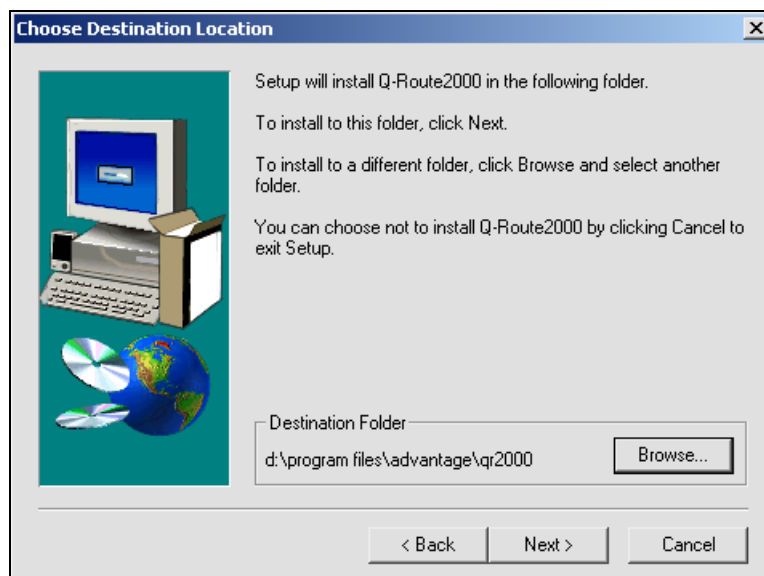 Choose Destination Location
Setup will install Q-Route2000 in the following folder.
To install to this folder, click Next.
To install to a different folder, click Browse and select another
folder.
You can choose not to install Q-Route2000 by clicking Cancel to
exit Setup.
Destination Folder
d:\program files\advantage\qr2000
Browse...
< Back
Next >
Cancel